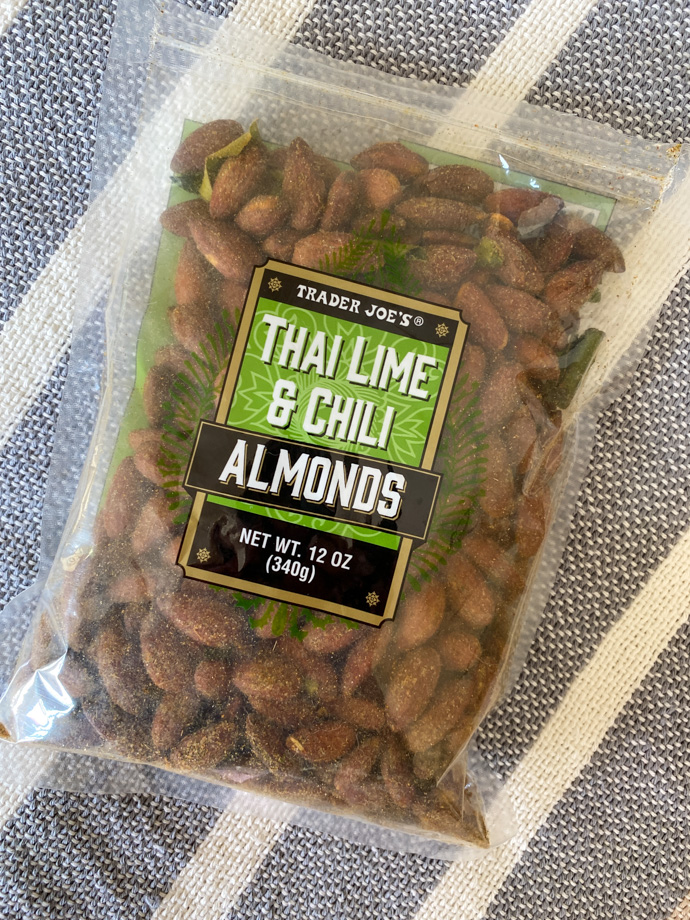 TRADER JOE'S®
THAI LIME
& CHILI
ALMONDS
NET WT. 12 OZ
(340g)